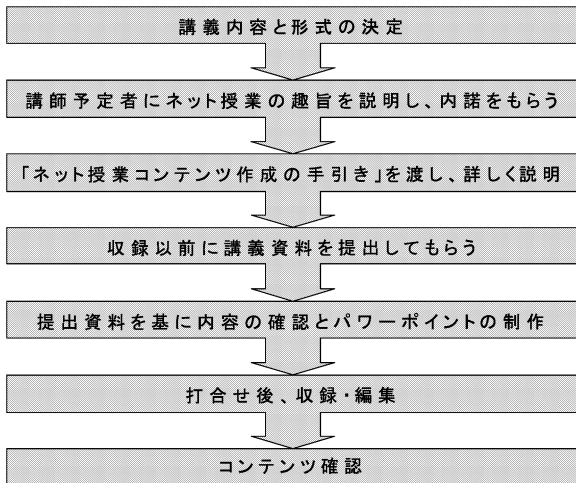 講義内容と形式の決定
講師予定者にネット授業の趣旨を説明し、内諾をもらう
「ネット授業コンテンツ作成の手引き」を渡し、詳しく説明
収録以前に講義資料を提出してもらう
提出資料を基に内容の確認とパワーポイントの制作
打合せ後、収録・編集
コンテンツ確認